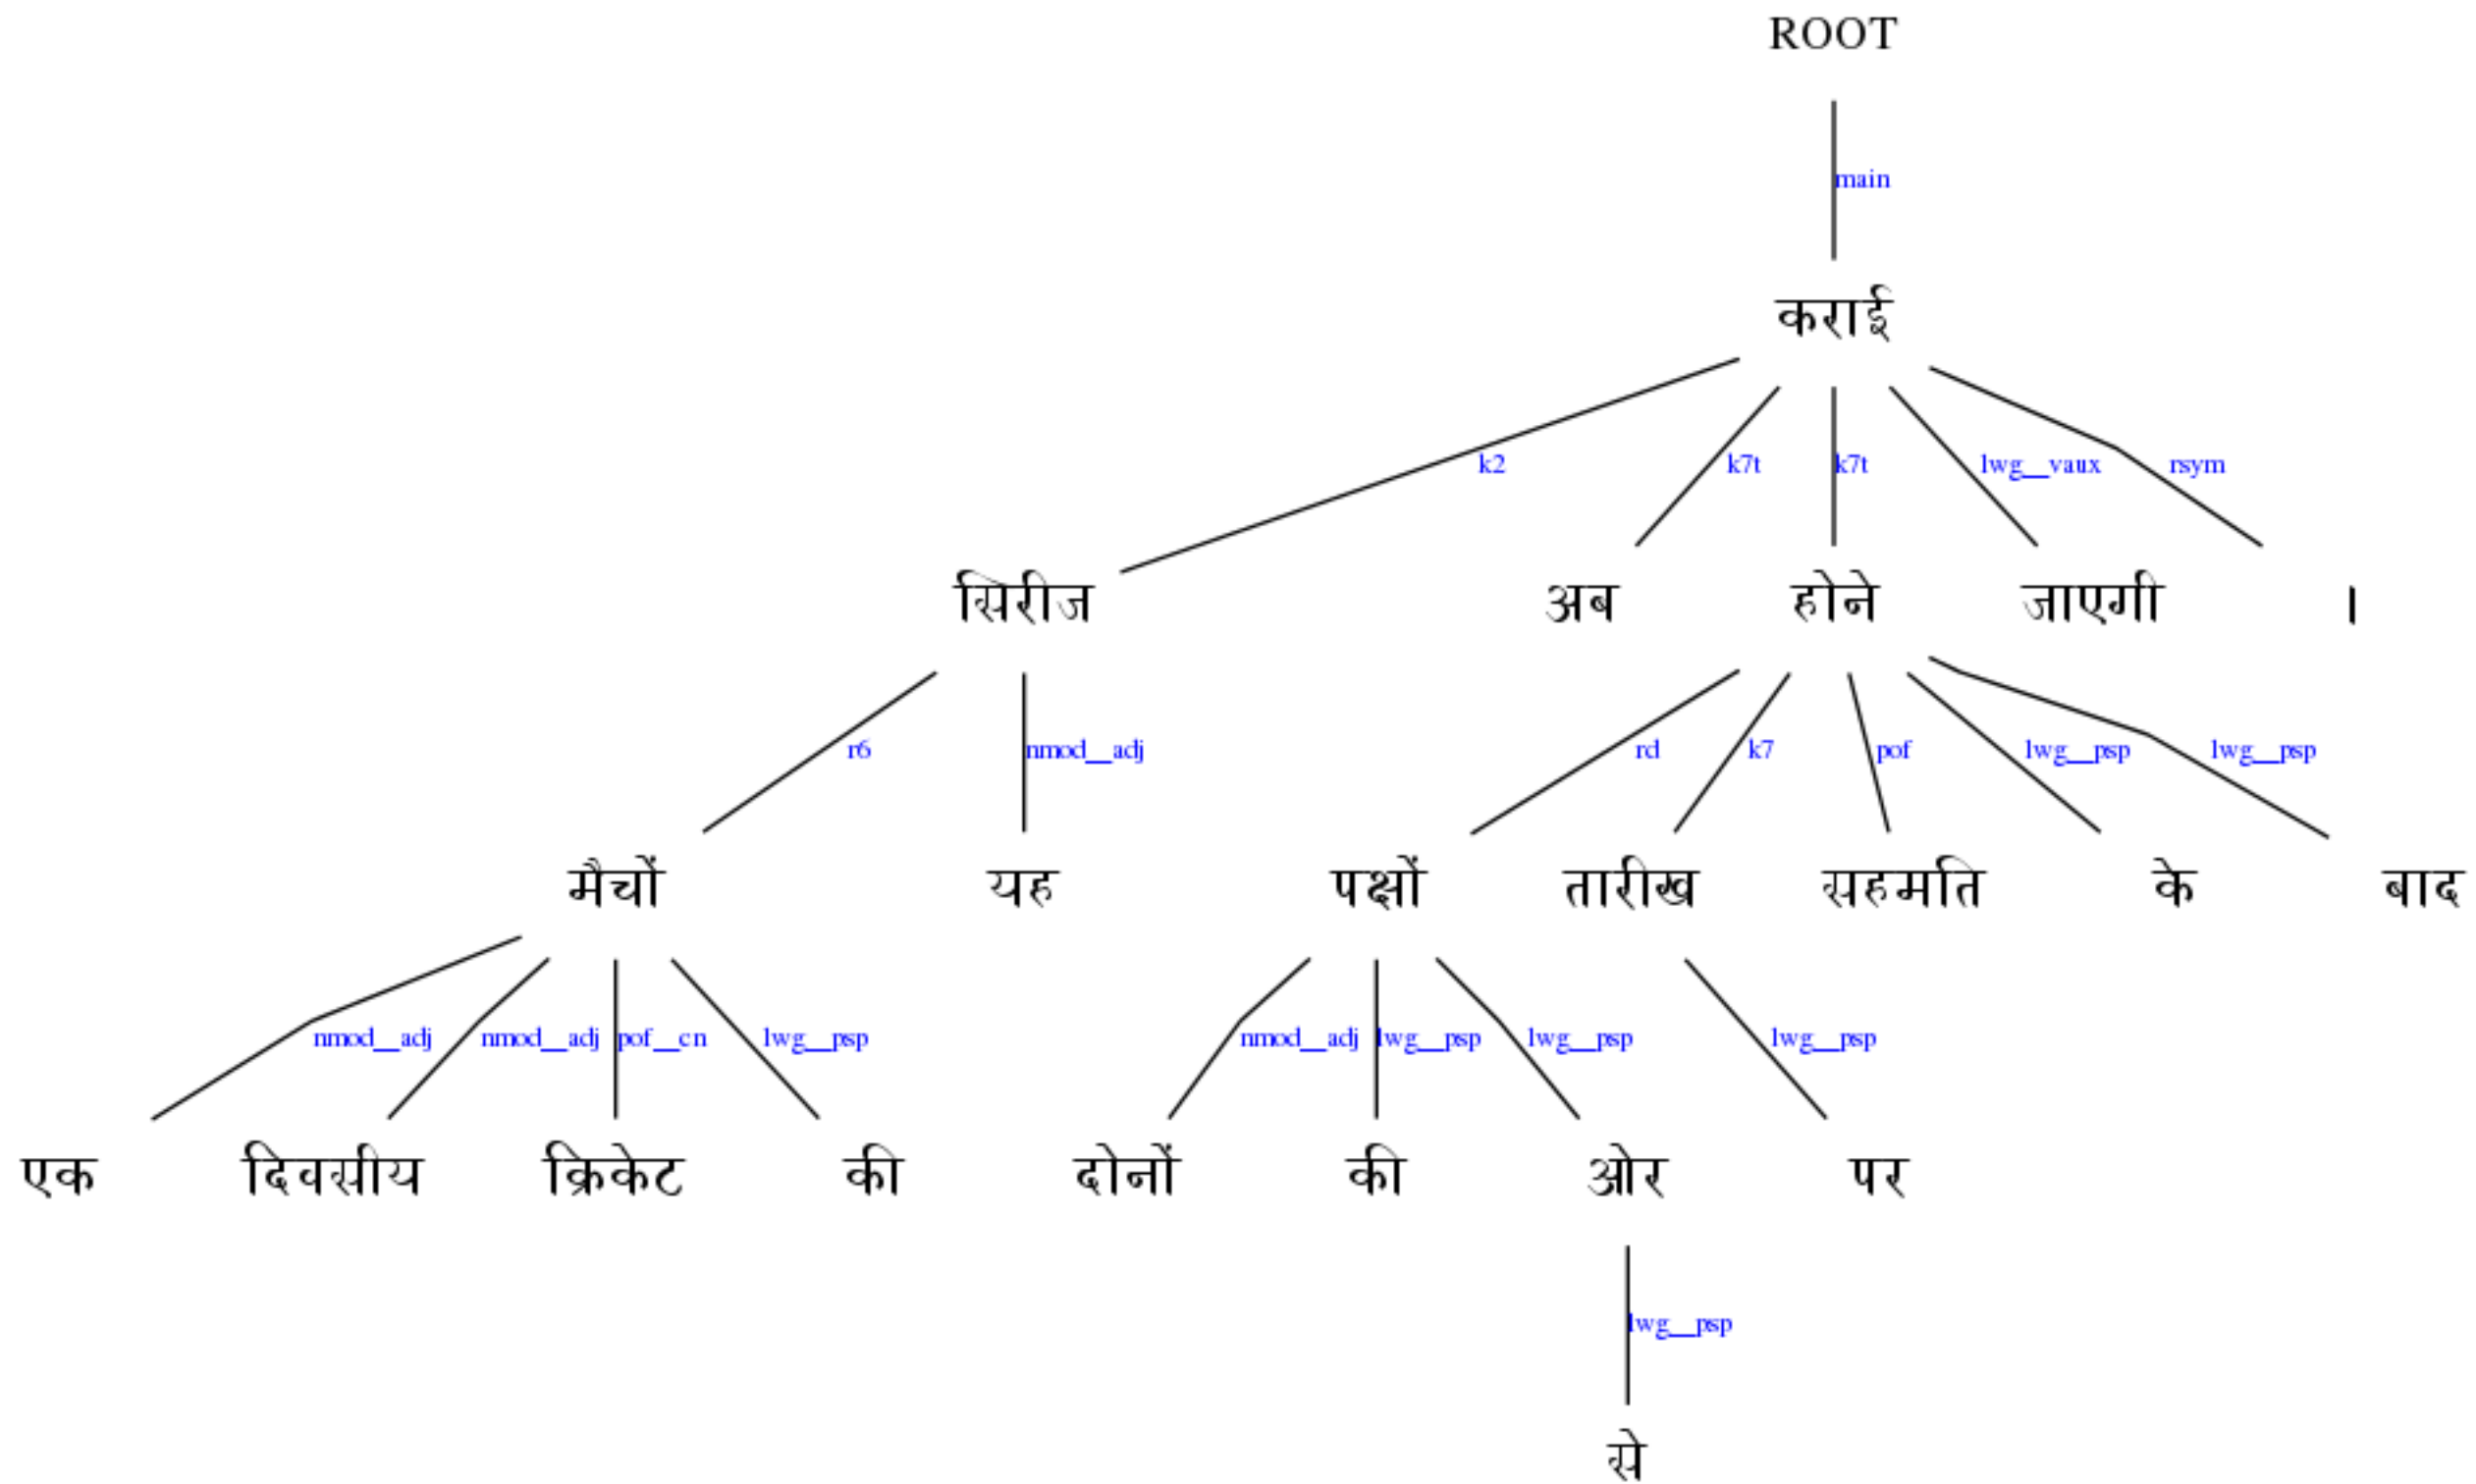 ROOT
main
कराई
k2 k7t k7t lwg__vaux rsym
सिरीज अब होने जाएगी ।
r6 nmod__adj rd k7 pof lwg__psp lwg__psp
मैचों यह पक्षों तारीख सहमति के बाद
nmod__adj nmod__adj pof__cn lwg__psp nmod__adj lwg__psp lwg__psp lwg__psp
एक दिवसीय क्रिकेट की दोनों की ओर पर
lwg__psp
से